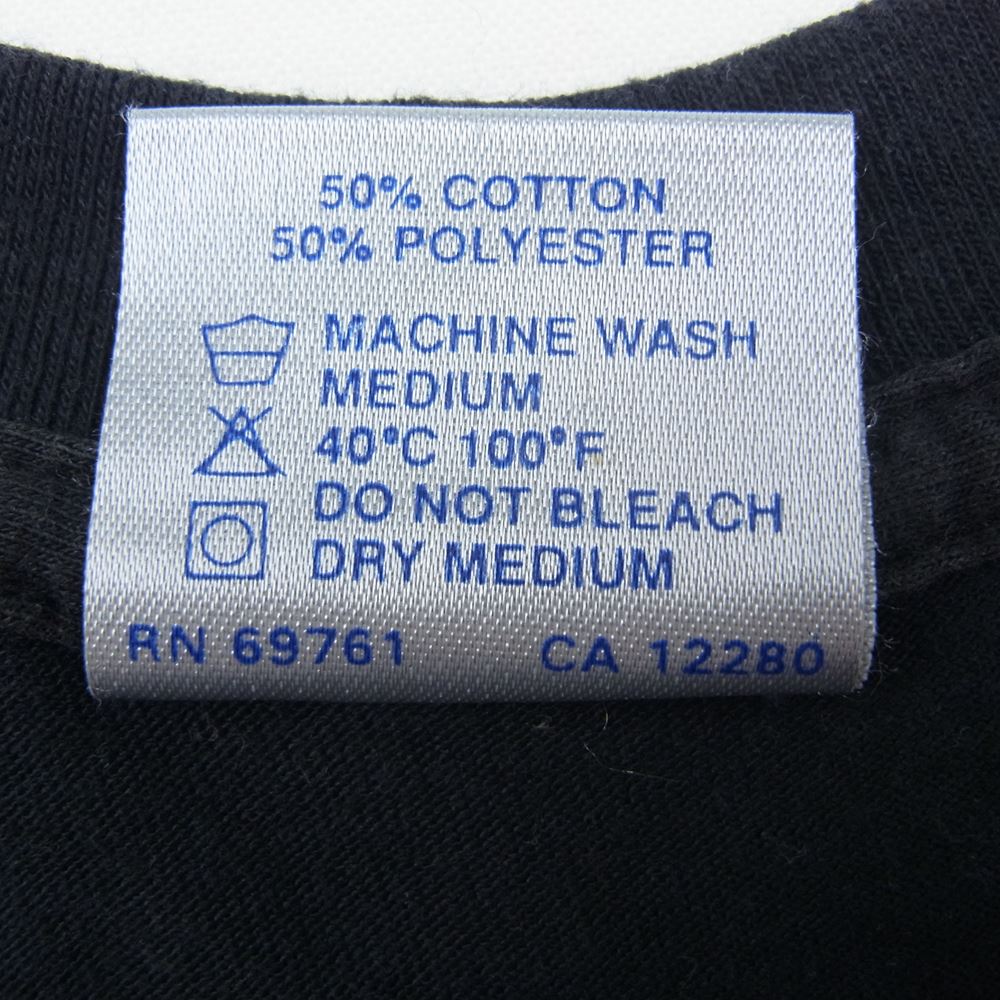 50% COTTON
50% POLYESTER
MACHINE WASH
MEDIUM
40°C 100°F
DO NOT BLEACH
DRY MEDIUM
RN 69761 CA 12280